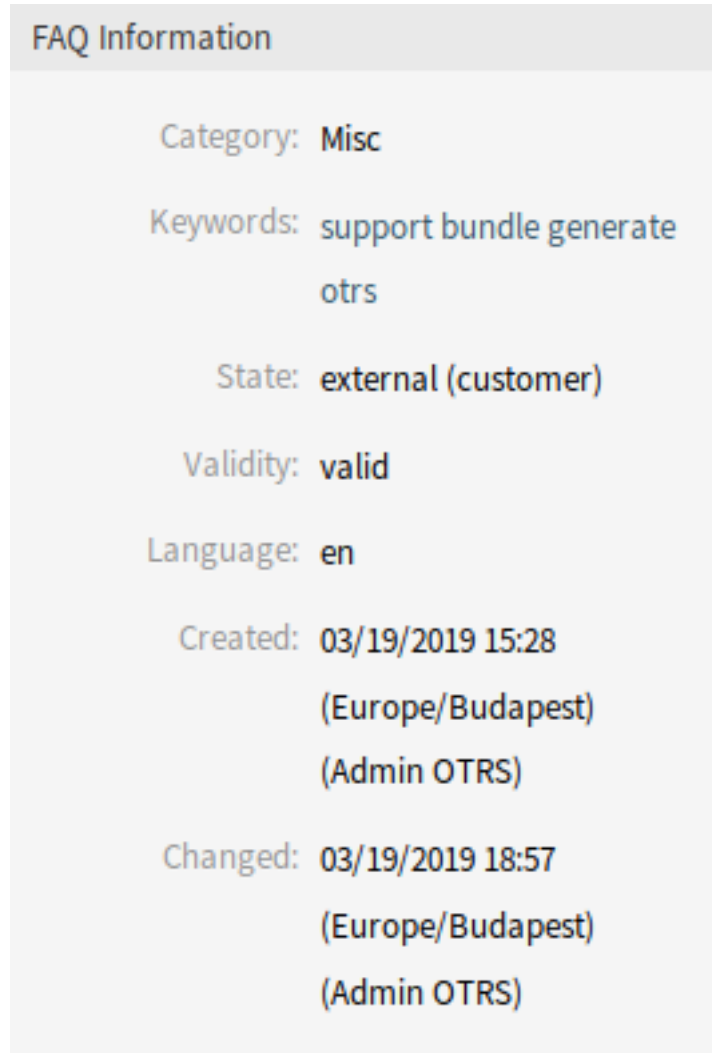 FAQ Information
Category: Misc
Keywords: support bundle generate
otrs
State: external (customer)
Validity: valid
Language: en
Created: 03/19/2019 15:28
(Europe/Budapest)
(Admin OTRS)
Changed: 03/19/2019 18:57
(Europe/Budapest)
(Admin OTRS)